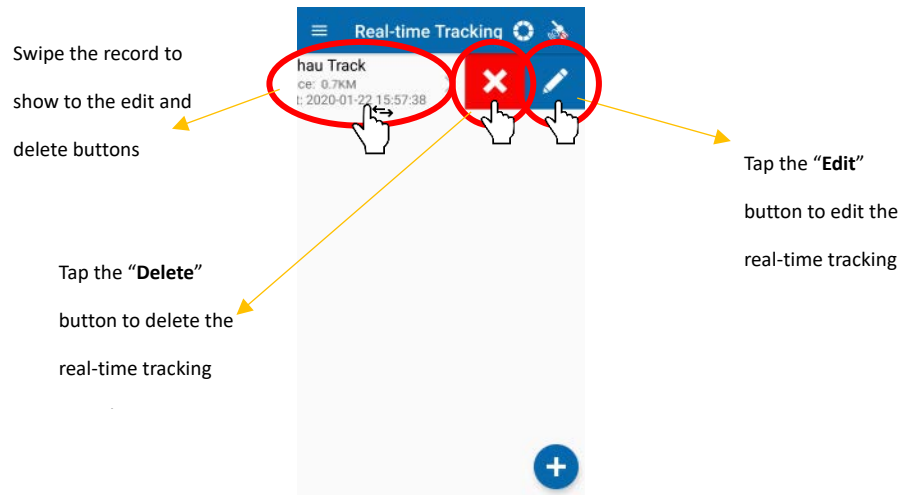 Real-time Tracking
Swipe the record to
show to the edit and
delete buttons
hau Track
ce: 0.7KM
t: 2020-01-22 15:57:38
Tap the “Edit”
button to edit the
real-time tracking
Tap the “Delete”
button to delete the
real-time tracking